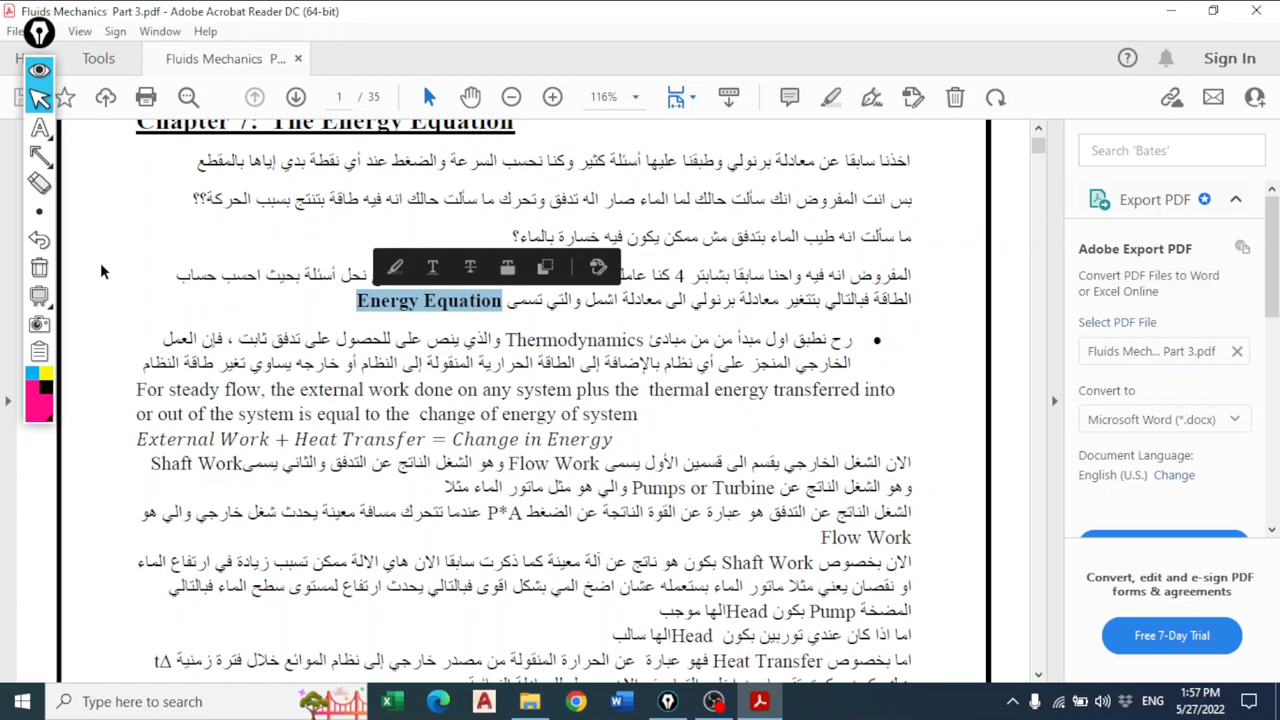 Fluids Mechanics Part 3.pdf - Adobe Acrobat Reader DC (64-bit)
View Sign Window Help
Tools
Fluids Mechanics P...
Sign In
1 / 35
116%
Chapter 7: The Energy Equation
اخذنا سابقا عن معادلة برنولي وطبقنا عليها أسئلة كثير وكنا نحسب السرعة والضغط عند أي نقطة بدي إياها بالمقطع
بس انت المفروض انك سألت حالك لما الماء صار اله تدفق وتحرك ما سألت حالك انه فيه طاقة بتنتج بسبب الحركة؟؟
ما سألت انه طيب الماء بتدفق مش ممكن يكون فيه خسارة بالماء؟
المفروض انه فيه واحنا سابقا بشابتر 4 كنا عاملين نحل أسئلة بحيث احسب حساب
الطاقة فبالتالي بتتغير معادلة برنولي الى معادلة اشمل والتي تسمى Energy Equation
• رح نطبق اول مبدأ من من مبادئ Thermodynamics والذي ينص على للحصول على تدفق ثابت ، فإن العمل
الخارجي المنجز على أي نظام بالإضافة إلى الطاقة الحرارية المنقولة إلى النظام أو خارجه يساوي تغير طاقة النظام
For steady flow, the external work done on any system plus the thermal energy transferred into
or out of the system is equal to the change of energy of system
External Work + Heat Transfer = Change in Energy
الان الشغل الخارجي يقسم الى قسمين الأول يسمى Flow Work وهو الشغل الناتج عن التدفق والثاني يسمىShaft Work
وهو الشغل الناتج عن Pumps or Turbine والي هو مثل ماتور الماء مثلا
الشغل الناتج عن التدفق هو عبارة عن القوة الناتجة عن الضغط P*A عندما تتحرك مسافة معينة يحدث شغل خارجي والي هو
Flow Work
الان بخصوص Shaft Work بكون هو ناتج عن آلة معينة كما ذكرت سابقا الان هاي الالة ممكن تسبب زيادة في ارتفاع الماء
او نقصان يعني مثلا ماتور الماء بستعمله عشان اضخ المي بشكل اقوى فبالتالي يحدث ارتفاع لمستوى سطح الماء فبالتالي
المضخة Pump بكون Headالها موجب
اما اذا كان عندي توربين بكون Headالها سالب
اما بخصوص Heat Transfer فهو عبارة عن الحرارة المنقولة من مصدر خارجي إلى نظام الموائع خلال فترة زمنية Δt
Search 'Bates'
Export PDF
Adobe Export PDF
Convert PDF Files to Word
or Excel Online
Select PDF File
Fluids Mech... Part 3.pdf
Convert to
Microsoft Word (*.docx)
Document Language:
English (U.S.) Change
Convert, edit and e-sign PDF
forms & agreements
Free 7-Day Trial
Type here to search
ENG
1:57 PM
5/27/2022